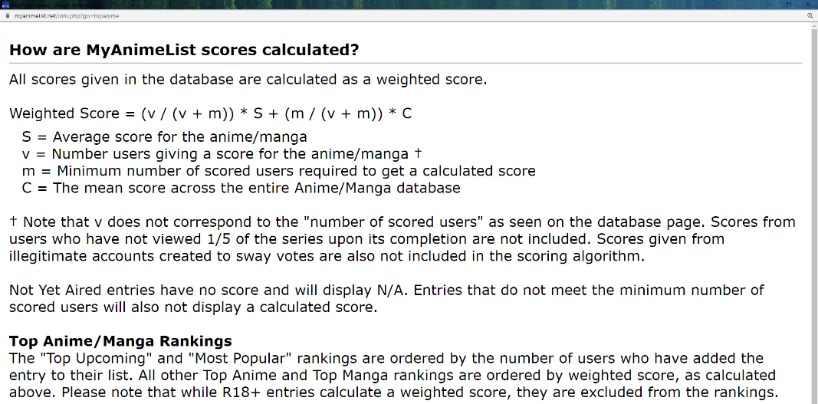 myanimelist.net/info.php?go=topanime
How are MyAnimeList scores calculated?
All scores given in the database are calculated as a weighted score.
Weighted Score = (v / (v + m)) * S + (m / (v + m)) * C
S = Average score for the anime/manga
v = Number users giving a score for the anime/manga †
m = Minimum number of scored users required to get a calculated score
C = The mean score across the entire Anime/Manga database
† Note that v does not correspond to the "number of scored users" as seen on the database page. Scores from
users who have not viewed 1/5 of the series upon its completion are not included. Scores given from
illegitimate accounts created to sway votes are also not included in the scoring algorithm.
Not Yet Aired entries have no score and will display N/A. Entries that do not meet the minimum number of
scored users will also not display a calculated score.
Top Anime/Manga Rankings
The "Top Upcoming" and "Most Popular" rankings are ordered by the number of users who have added the
entry to their list. All other Top Anime and Top Manga rankings are ordered by weighted score, as calculated
above. Please note that while R18+ entries calculate a weighted score, they are excluded from the rankings.